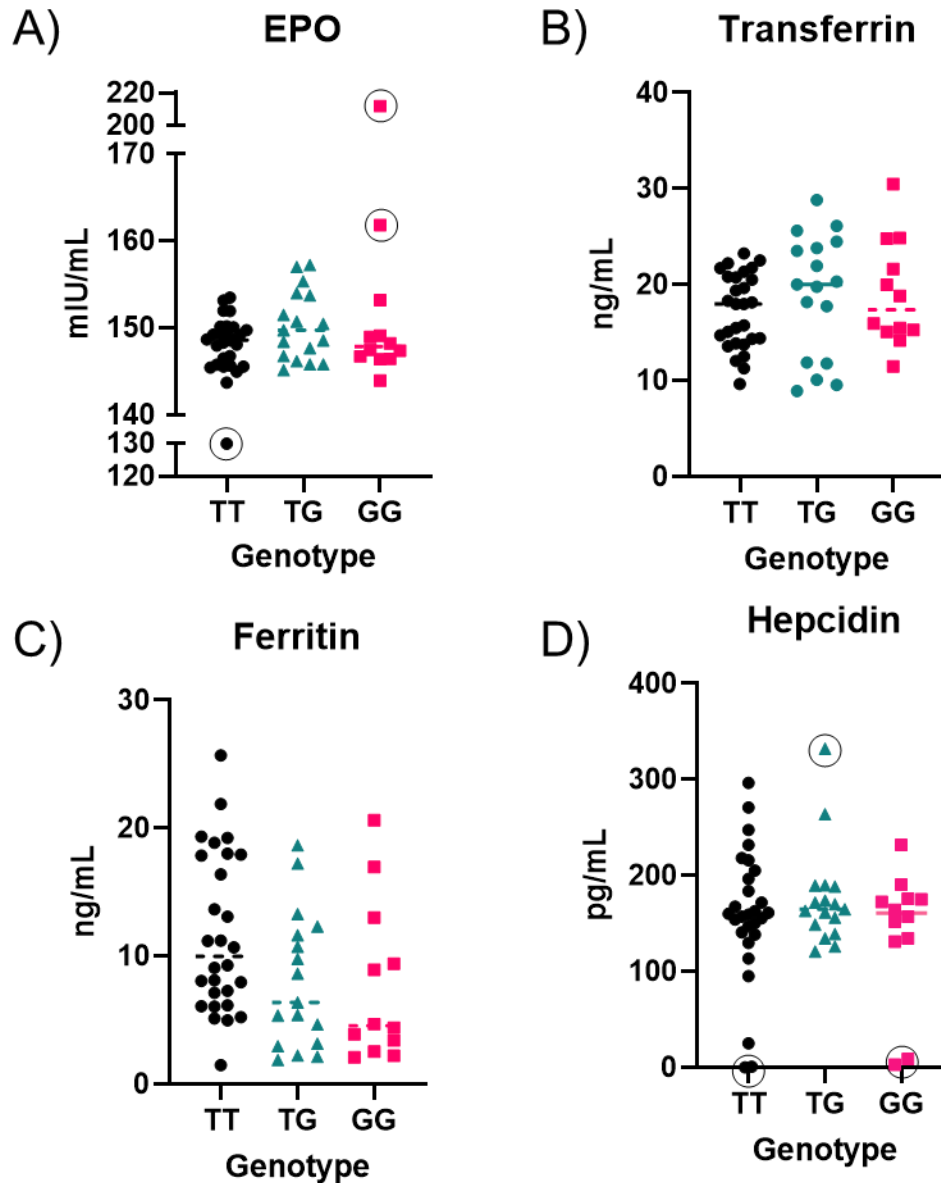 A)
EPO
220
200
170
160
150
140
130
120
mIU/mL
TT TG GG
Genotype
B)
Transferrin
40
30
20
10
0
ng/mL
TT TG GG
Genotype
C)
Ferritin
30
20
10
0
ng/mL
TT TG GG
Genotype
D)
Hepcidin
400
300
200
100
0
pg/mL
TT TG GG
Genotype